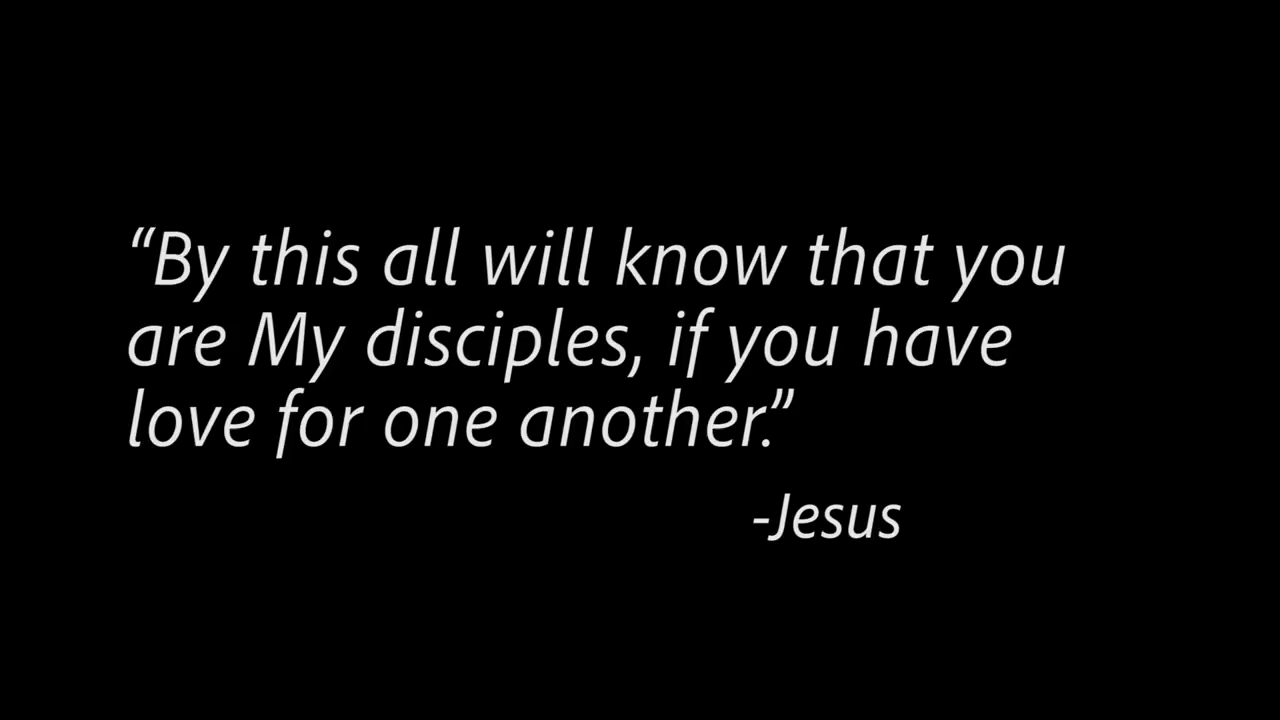 “By this all will know that you
are My disciples, if you have
love for one another.”
-Jesus